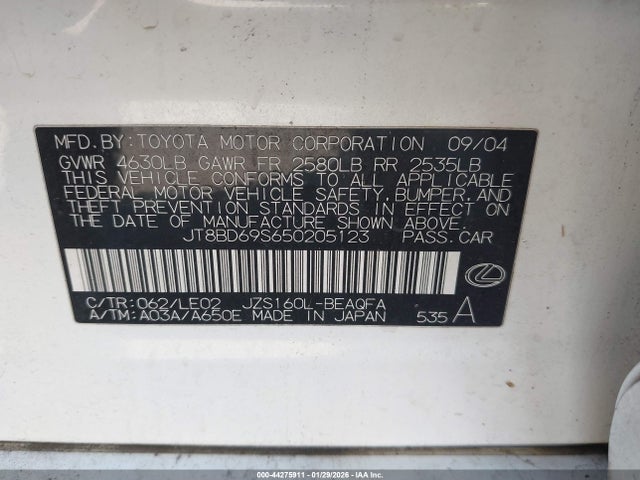 MFD.BY:TOYOTA MOTOR CORPORATION 09/04
GVWR 4630LB GAWR FR 2580LB RR 2535LB
THIS VEHICLE CONFORMS TO ALL APPLICABLE
FEDERAL MOTOR VEHICLE SAFETY, BUMPER, AND
THEFT PREVENTION STANDARDS IN EFFECT ON
THE DATE OF MANUFACTURE SHOWN ABOVE.
JT8BD69S650205123 PASS.CAR
C/TR:062/LE02 JZS160L-BEAQFA
A/TM:A03A/A650E MADE IN JAPAN 535 A
000-44275911 - 01/29/2026 - IAAI